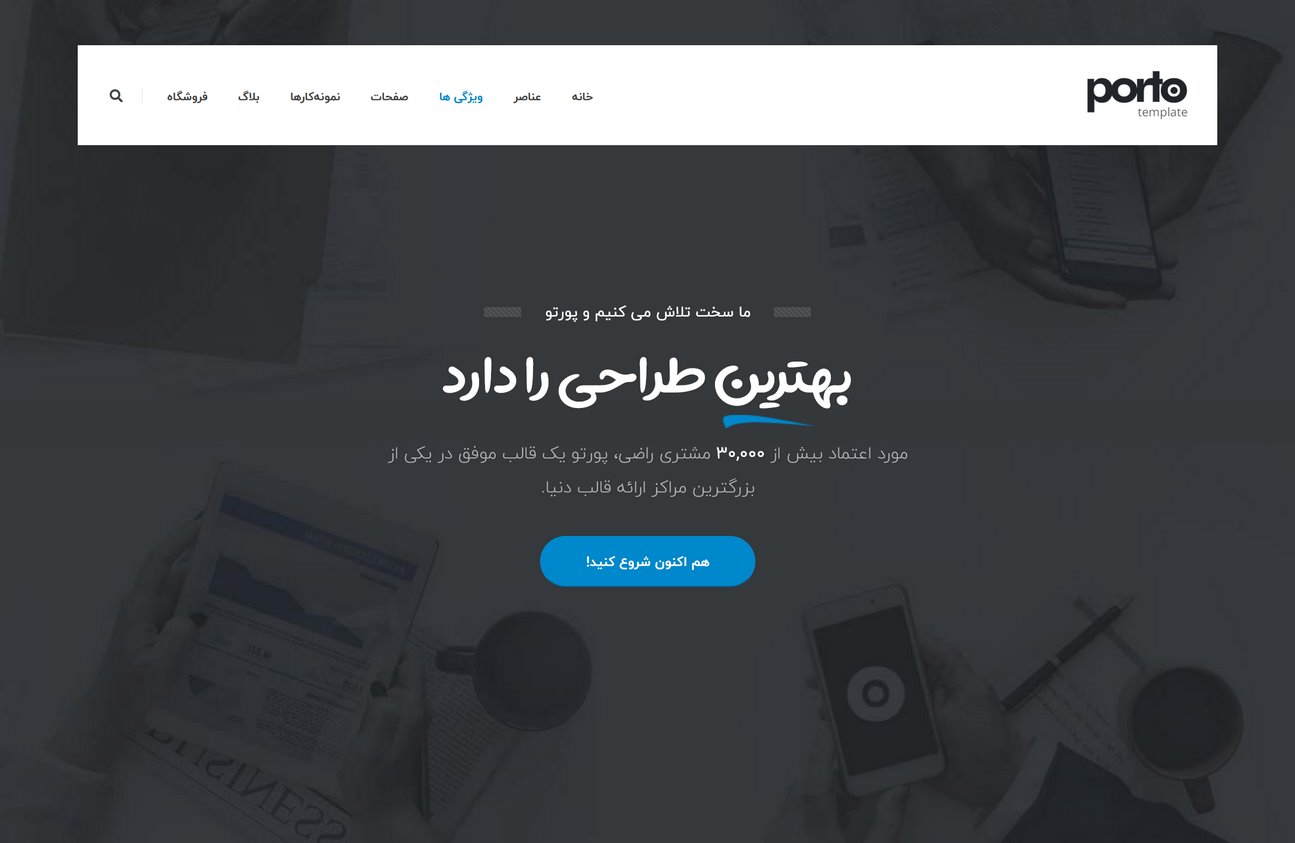 porto
template
خانه
عناصر
ویژگی ها
صفحات
نمونه‌کارها
بلاگ
فروشگاه
ما سخت تلاش می کنیم و پورتو
بهترین طراحی را دارد
مورد اعتماد بیش از ۳۰,۰۰۰ مشتری راضی، پورتو یک قالب موفق در یکی از
بزرگترین مراکز ارائه قالب دنیا.
هم اکنون شروع کنید!
BUSINESS